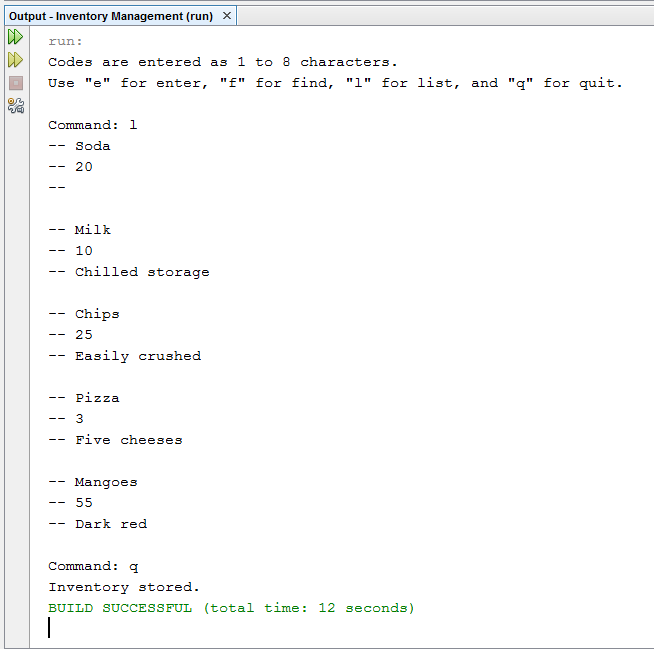 Output - Inventory Management (run) ×
run:
Codes are entered as 1 to 8 characters.
Use "e" for enter, "f" for find, "l" for list, and "q" for quit.
Command: l
-- Soda
-- 20
--
-- Milk
-- 10
-- Chilled storage
-- Chips
-- 25
-- Easily crushed
-- Pizza
-- 3
-- Five cheeses
-- Mangoes
-- 55
-- Dark red
Command: q
Inventory stored.
BUILD SUCCESSFUL (total time: 12 seconds)